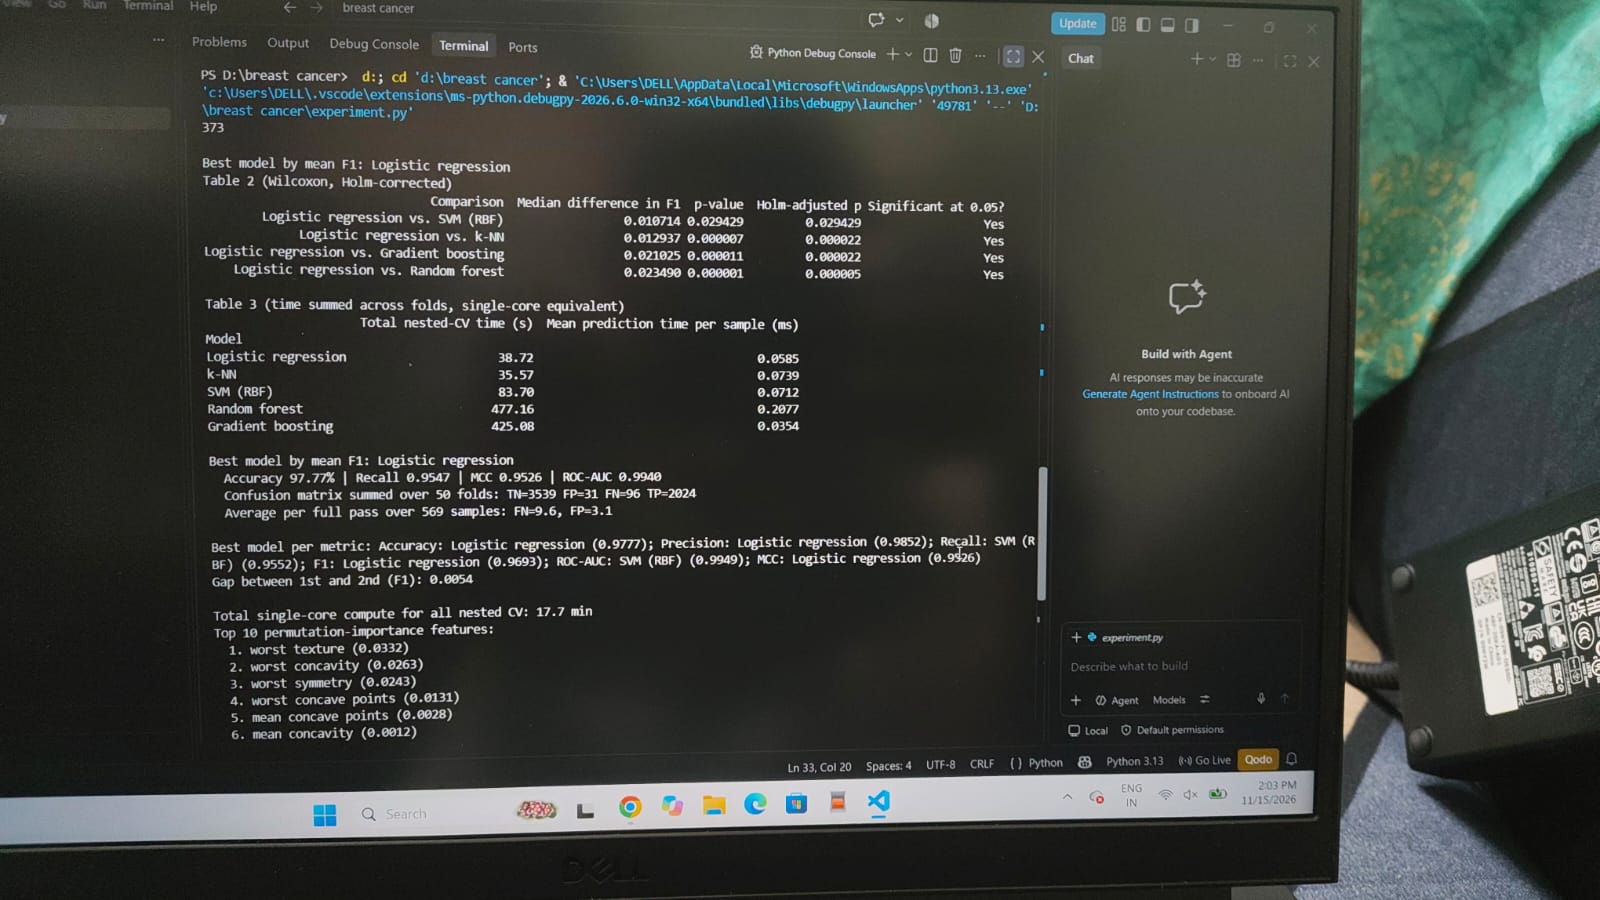 View Go Run Terminal Help
breast cancer
Update
Problems Output Debug Console Terminal Ports
Python Debug Console
Chat
PS D:\breast cancer> d:; cd 'd:\breast cancer'; & 'C:\Users\DELL\AppData\Local\Microsoft\WindowsApps\python3.13.exe'
'c:\Users\DELL\.vscode\extensions\ms-python.debugpy-2026.6.0-win32-x64\bundled\libs\debugpy\launcher' '49781' '--' 'D:
\breast cancer\experiment.py'
373
Best model by mean F1: Logistic regression
Table 2 (Wilcoxon, Holm-corrected)
Comparison Median difference in F1 p-value Holm-adjusted p Significant at 0.05?
Logistic regression vs. SVM (RBF) 0.010714 0.029429 0.029429 Yes
Logistic regression vs. k-NN 0.012937 0.000007 0.000022 Yes
Logistic regression vs. Gradient boosting 0.021025 0.000011 0.000022 Yes
Logistic regression vs. Random forest 0.023490 0.000001 0.000005 Yes
Table 3 (time summed across folds, single-core equivalent)
Total nested-CV time (s) Mean prediction time per sample (ms)
Model
Logistic regression 38.72 0.0585
k-NN 35.57 0.0739
SVM (RBF) 83.70 0.0712
Random forest 477.16 0.2077
Gradient boosting 425.08 0.0354
Best model by mean F1: Logistic regression
Accuracy 97.77% | Recall 0.9547 | MCC 0.9526 | ROC-AUC 0.9940
Confusion matrix summed over 50 folds: TN=3539 FP=31 FN=96 TP=2024
Average per full pass over 569 samples: FN=9.6, FP=3.1
Best model per metric: Accuracy: Logistic regression (0.9777); Precision: Logistic regression (0.9852); Recall: SVM (R
BF) (0.9552); F1: Logistic regression (0.9693); ROC-AUC: SVM (RBF) (0.9949); MCC: Logistic regression (0.9526)
Gap between 1st and 2nd (F1): 0.0054
Total single-core compute for all nested CV: 17.7 min
Top 10 permutation-importance features:
1. worst texture (0.0332)
2. worst concavity (0.0263)
3. worst symmetry (0.0243)
4. worst concave points (0.0131)
5. mean concave points (0.0028)
6. mean concavity (0.0012)
Build with Agent
AI responses may be inaccurate
Generate Agent Instructions to onboard AI
onto your codebase.
experiment.py
Describe what to build
Agent Models
Local Default permissions
Ln 33, Col 20 Spaces: 4 UTF-8 CRLF { } Python Python 3.13 Go Live Qodo
Search
ENG
IN
2:03 PM
11/15/2026
DELL
SAFETY